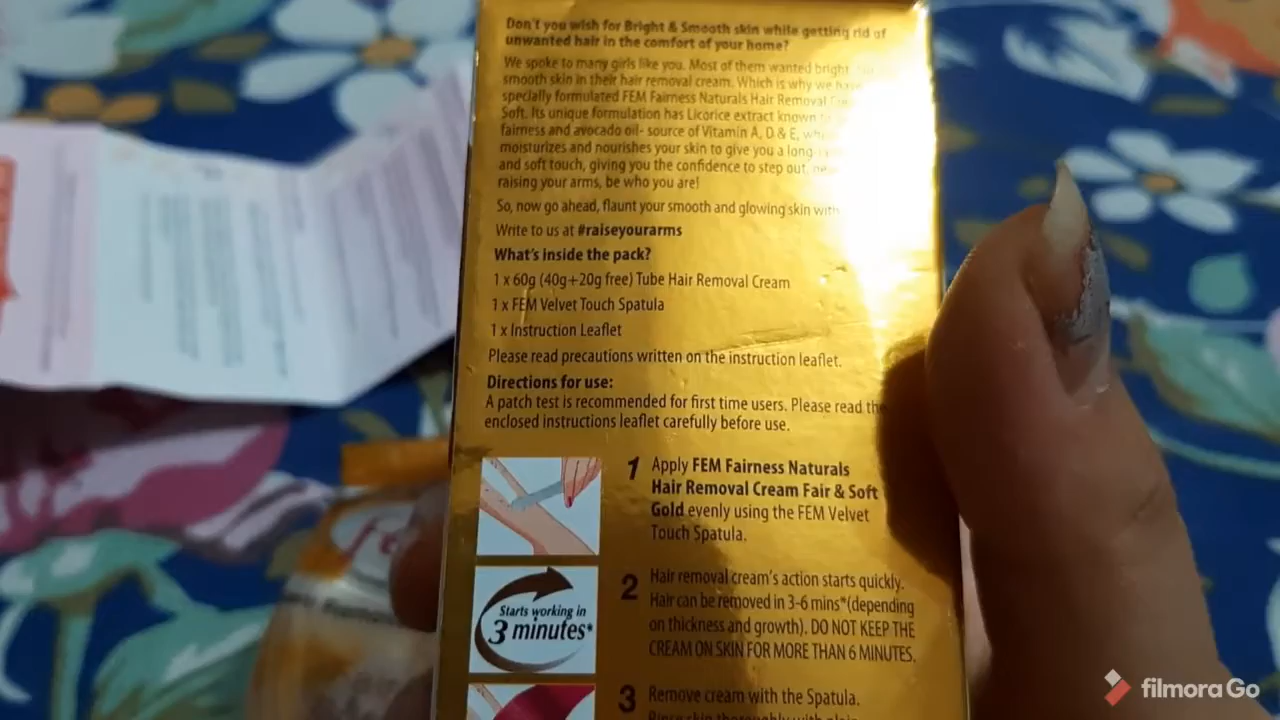 Don't you wish for Bright & Smooth skin while getting rid of
unwanted hair in the comfort of your home?
We spoke to many girls like you. Most of them wanted bright
smooth skin in their hair removal cream. Which is why we have
specially formulated FEM Fairness Naturals Hair Removal
Soft. Its unique formulation has Licorice extract known
fairness and avocado oil- source of Vitamin A, D & E,
moisturizes and nourishes your skin to give you a long
and soft touch, giving you the confidence to step out,
raising your arms, be who you are!
So, now go ahead, flaunt your smooth and glowing skin with
Write to us at #raiseyourarms
What's inside the pack?
1 x 60g (40g+20g free) Tube Hair Removal Cream
1 x FEM Velvet Touch Spatula
1 x Instruction Leaflet
Please read precautions written on the instruction leaflet.
Directions for use:
A patch test is recommended for first time users. Please read the
enclosed instructions leaflet carefully before use.
1 Apply FEM Fairness Naturals
Hair Removal Cream Fair & Soft
Gold evenly using the FEM Velvet
Touch Spatula.
Starts working in
3 minutes*
2 Hair removal cream's action starts quickly.
Hair can be removed in 3-6 mins*(depending
on thickness and growth). DO NOT KEEP THE
CREAM ON SKIN FOR MORE THAN 6 MINUTES.
3 Remove cream with the Spatula.
Rinse skin thoroughly with plain
filmora Go